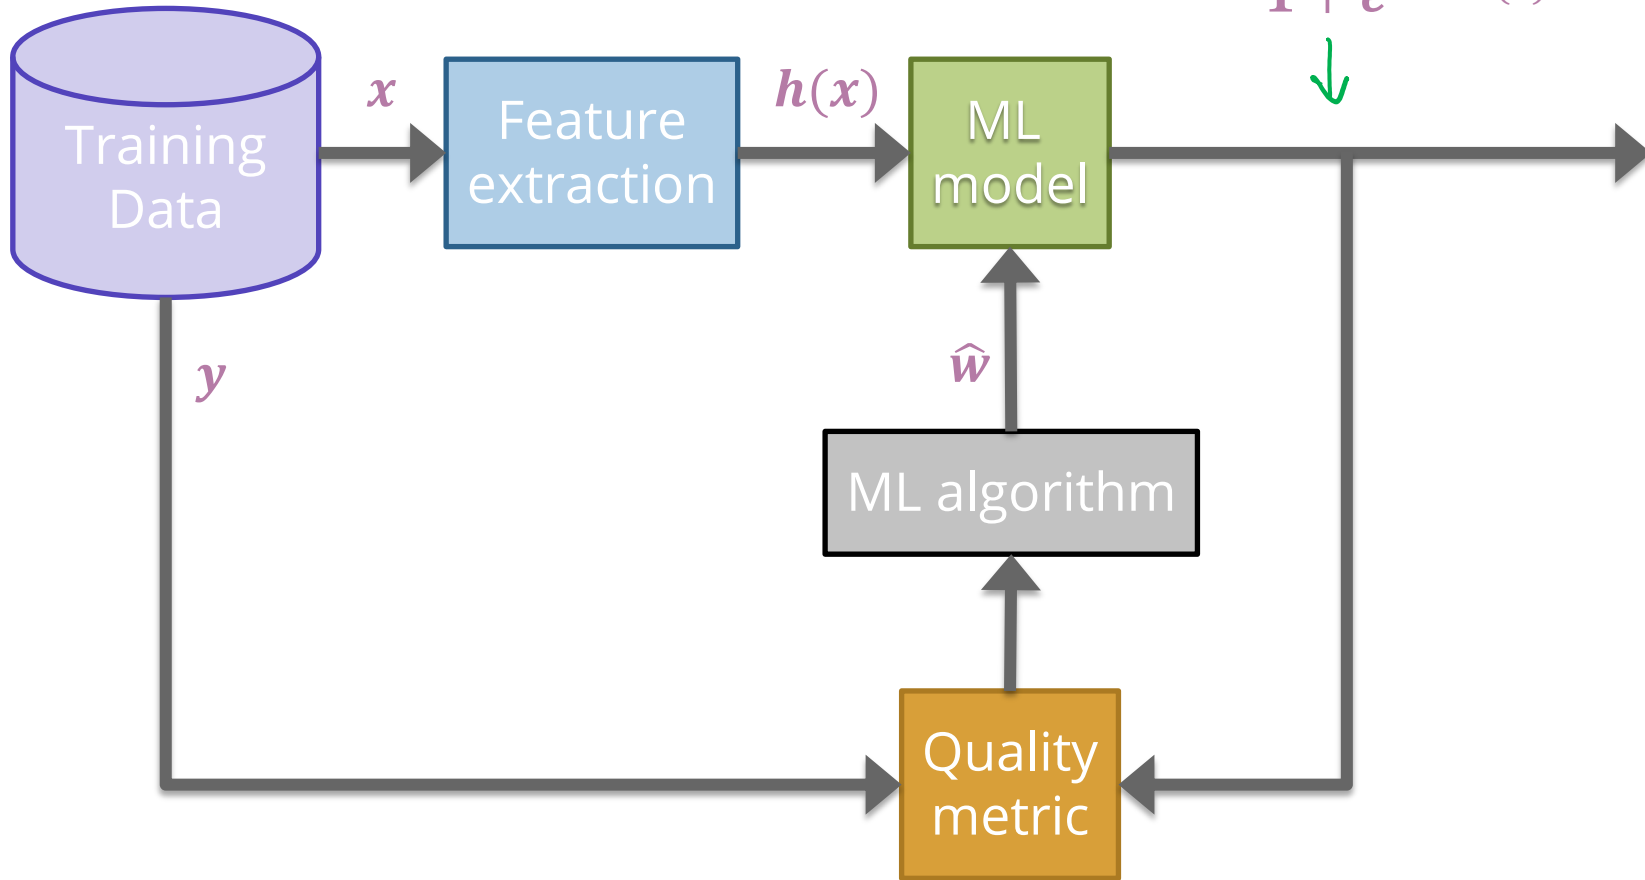 x
h(x)
Training
Data
Feature
extraction
ML
model
y
ŵ
ML algorithm
Quality
metric